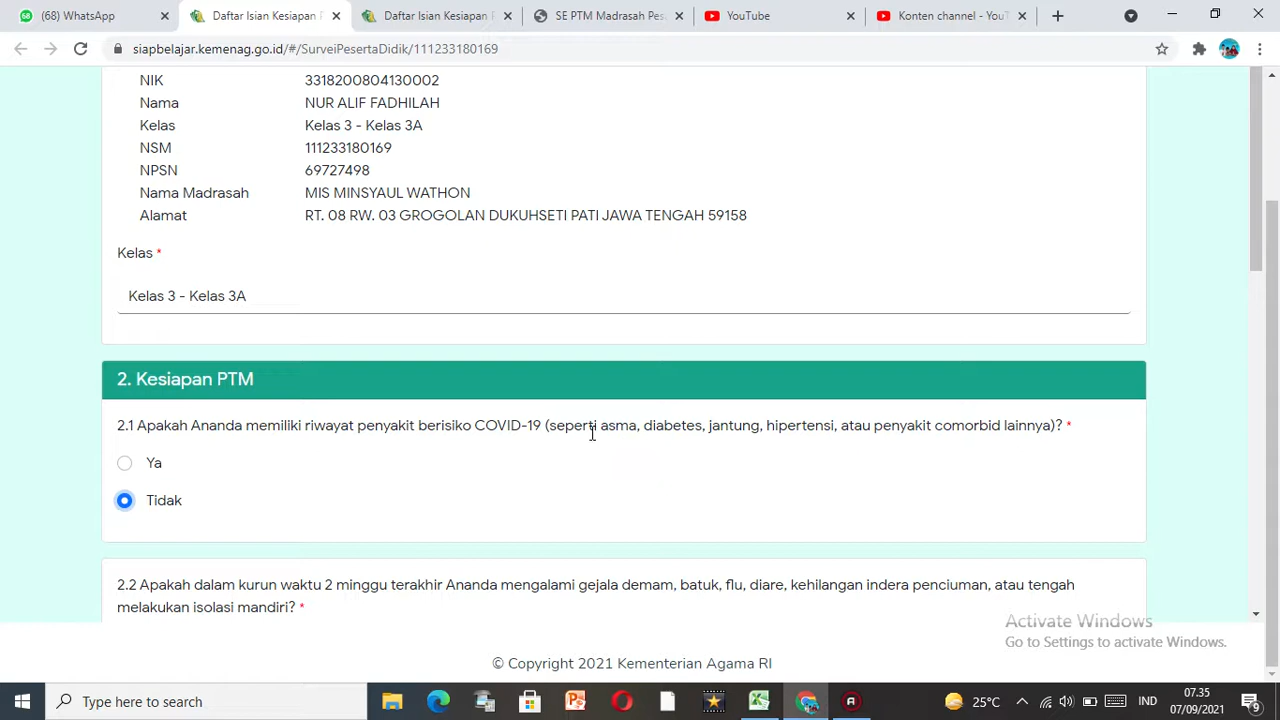 (68) WhatsApp
Daftar Isian Kesiapan P
Daftar Isian Kesiapan P
SE PTM Madrasah Pes
YouTube
Konten channel - You
siapbelajar.kemenag.go.id/#/SurveiPesertaDidik/111233180169
NIK 3318200804130002
Nama NUR ALIF FADHILAH
Kelas Kelas 3 - Kelas 3A
NSM 111233180169
NPSN 69727498
Nama Madrasah MIS MINSYAUL WATHON
Alamat RT. 08 RW. 03 GROGOLAN DUKUHSETI PATI JAWA TENGAH 59158
Kelas *
Kelas 3 - Kelas 3A
2. Kesiapan PTM
2.1 Apakah Ananda memiliki riwayat penyakit berisiko COVID-19 (seperti asma, diabetes, jantung, hipertensi, atau penyakit comorbid lainnya)? *
Ya
Tidak
2.2 Apakah dalam kurun waktu 2 minggu terakhir Ananda mengalami gejala demam, batuk, flu, diare, kehilangan indera penciuman, atau tengah
melakukan isolasi mandiri? *
Activate Windows
Go to Settings to activate Windows.
© Copyright 2021 Kementerian Agama RI
Type here to search
25°C
IND
07.35
07/09/2021
9